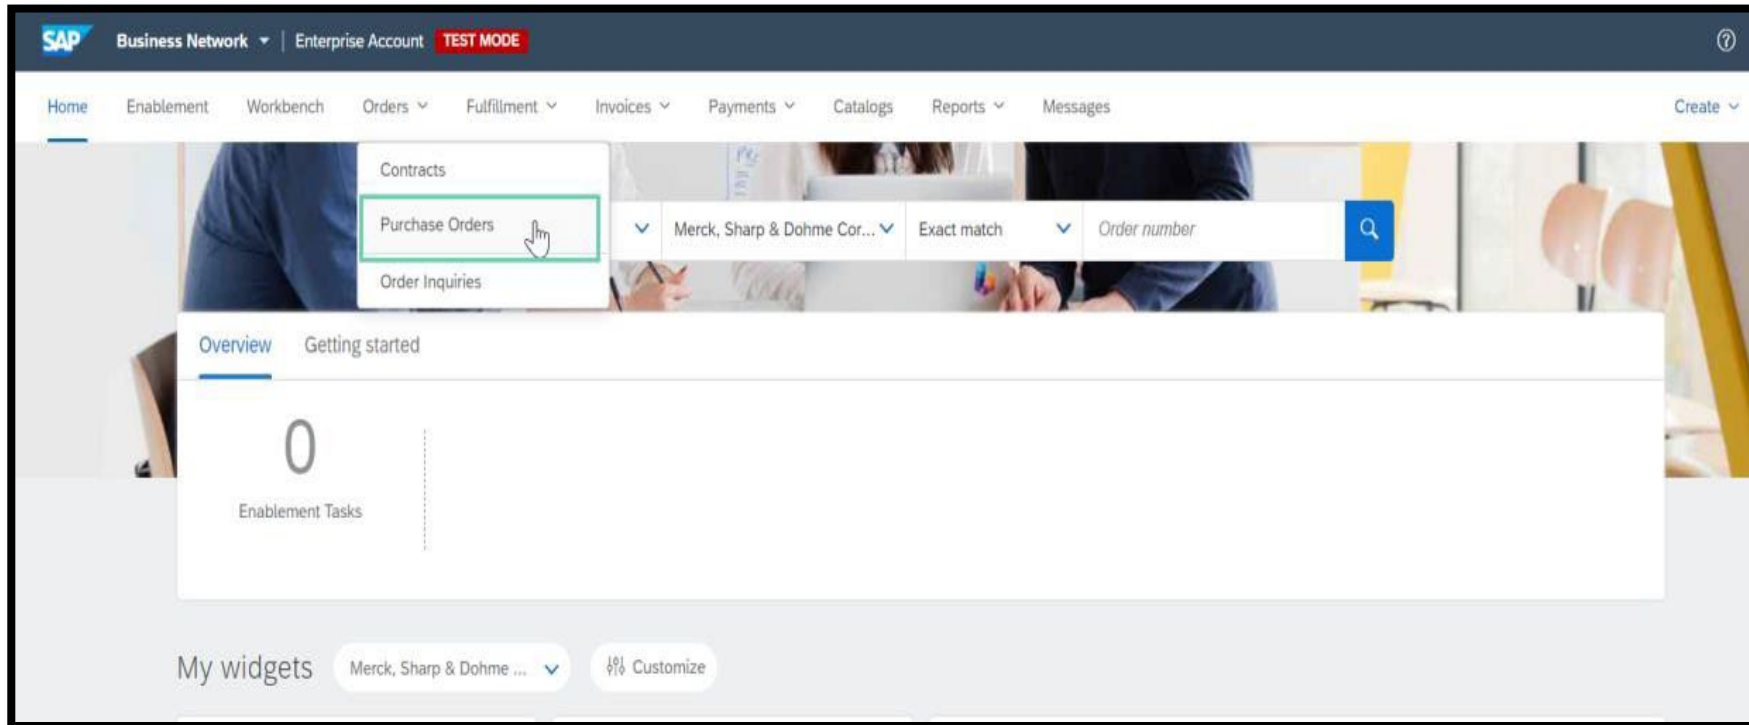 SAP Business Network | Enterprise Account TEST MODE
Home Enablement Workbench Orders Fulfillment Invoices Payments Catalogs Reports Messages Create
Contracts
Purchase Orders
Merck, Sharp & Dohme Cor... Exact match Order number
Order Inquiries
Overview Getting started
0
Enablement Tasks
My widgets Merck, Sharp & Dohme ... Customize